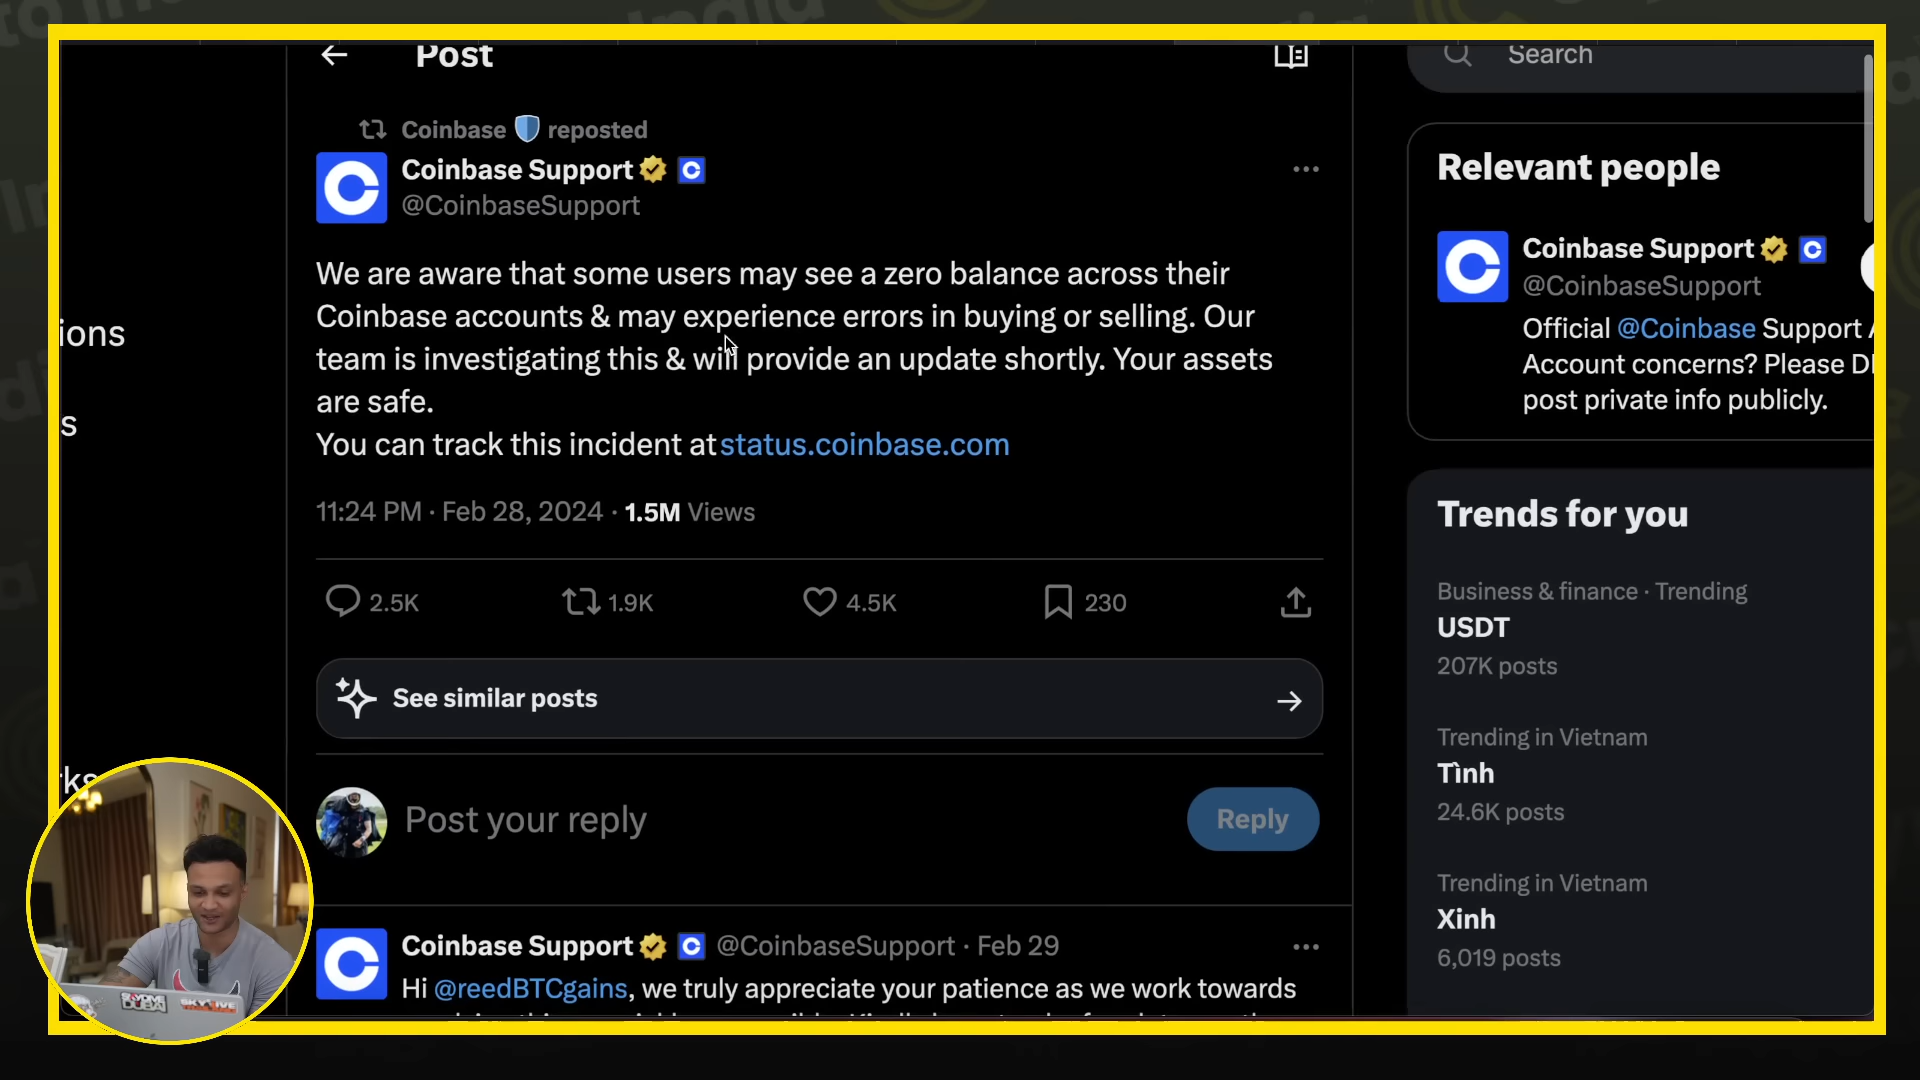 Post
Search
Coinbase reposted
Coinbase Support
@CoinbaseSupport
We are aware that some users may see a zero balance across their
Coinbase accounts & may experience errors in buying or selling. Our
team is investigating this & will provide an update shortly. Your assets
are safe.
You can track this incident at status.coinbase.com
11:24 PM · Feb 28, 2024 · 1.5M Views
2.5K 1.9K 4.5K 230
See similar posts
Post your reply
Reply
Coinbase Support @CoinbaseSupport · Feb 29
Hi @reedBTCgains, we truly appreciate your patience as we work towards
Relevant people
Coinbase Support
@CoinbaseSupport
Official @Coinbase Support
Account concerns? Please
post private info publicly.
Trends for you
Business & finance · Trending
USDT
207K posts
Trending in Vietnam
Tình
24.6K posts
Trending in Vietnam
Xinh
6,019 posts
ions
s
India
SKYDIVE
DUBAI